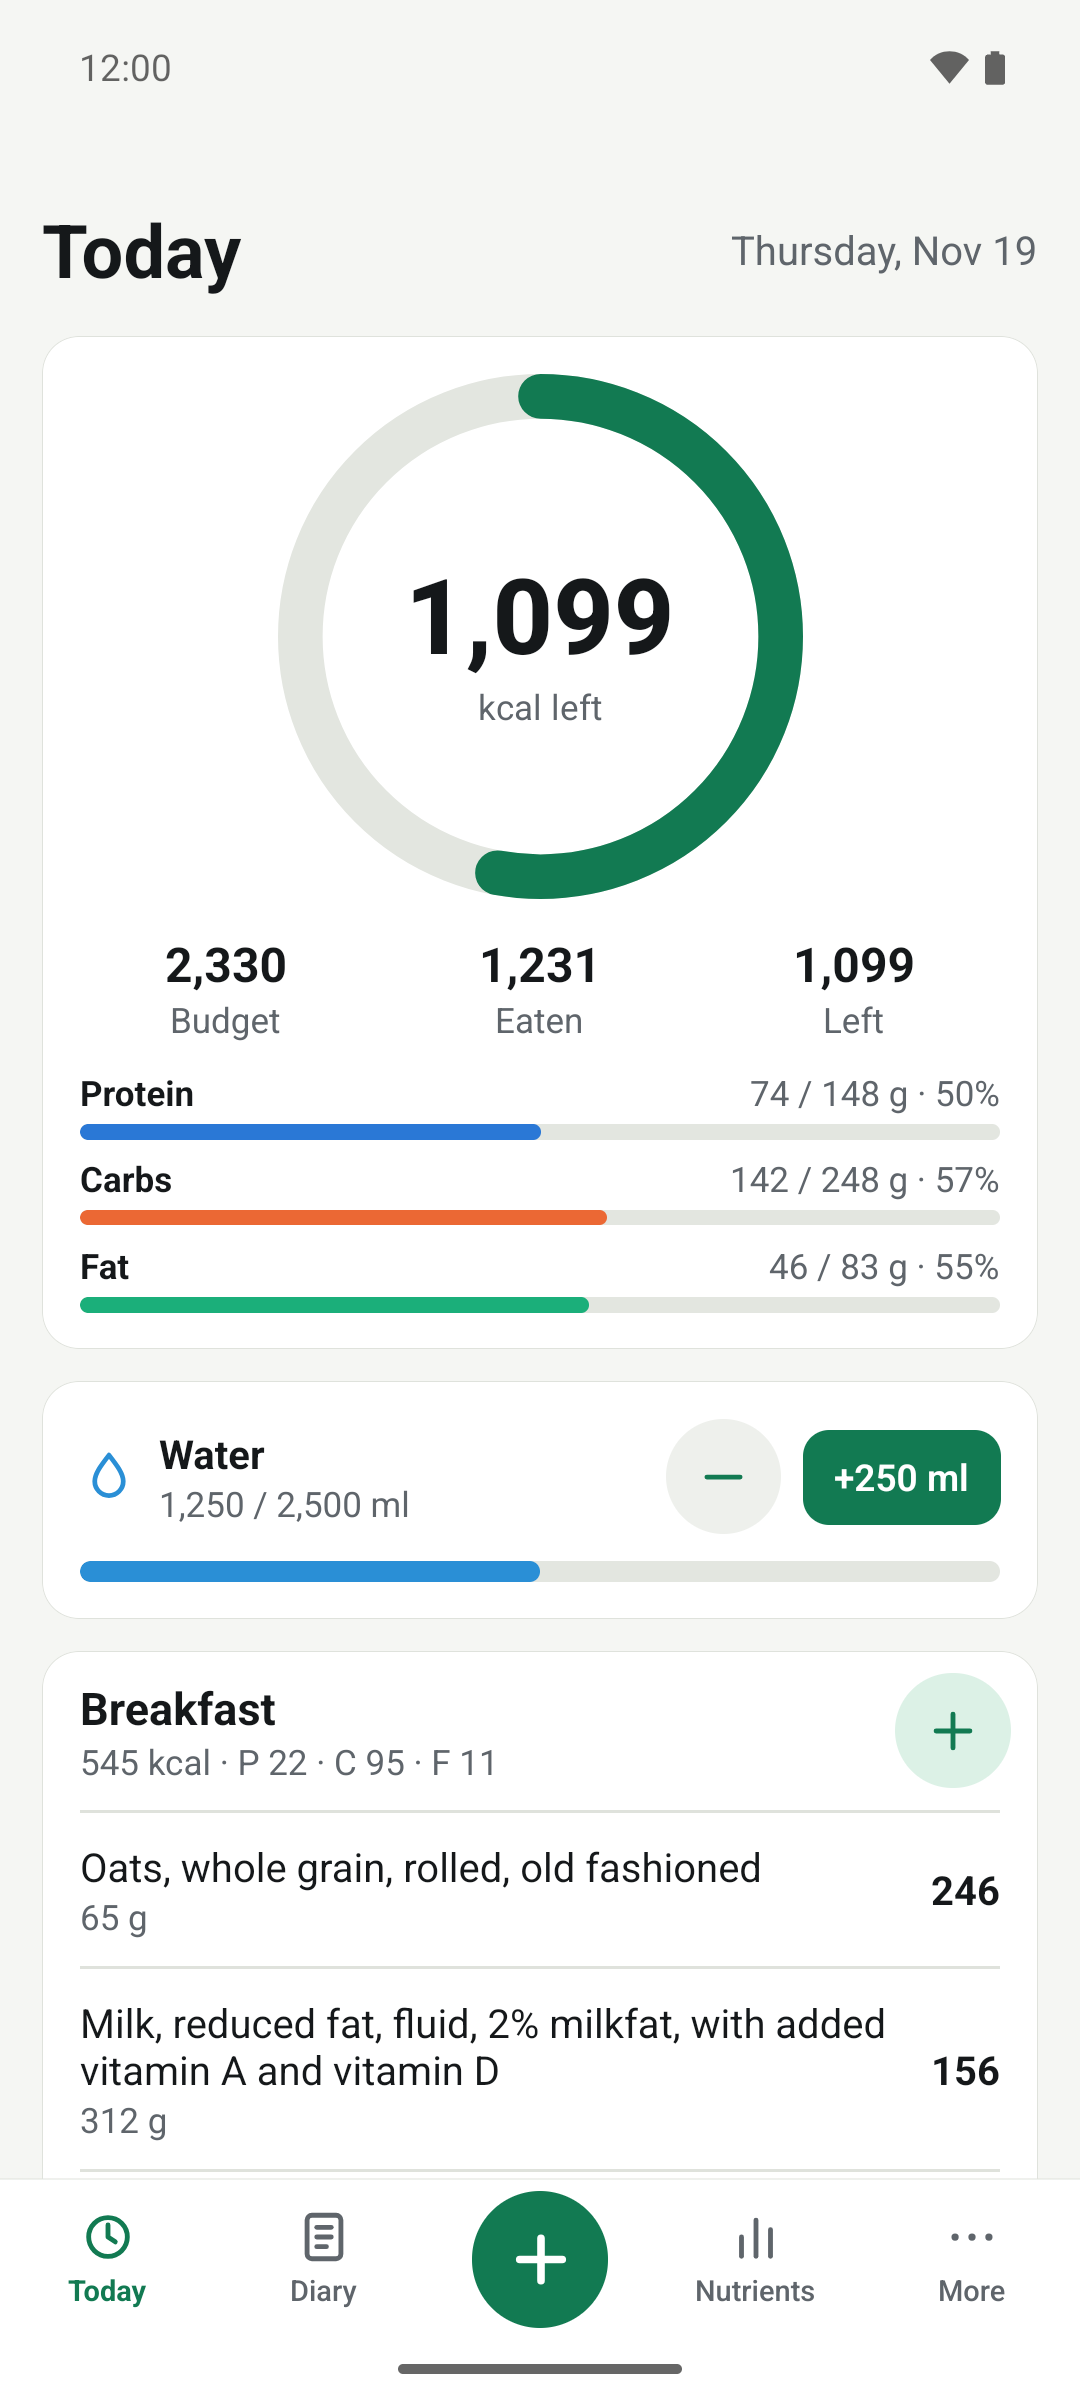 12:00
Today
Thursday, Nov 19
1,099
kcal left
2,330
Budget
1,231
Eaten
1,099
Left
Protein
74 / 148 g · 50%
Carbs
142 / 248 g · 57%
Fat
46 / 83 g · 55%
Water
1,250 / 2,500 ml
+250 ml
Breakfast
545 kcal · P 22 · C 95 · F 11
Oats, whole grain, rolled, old fashioned
65 g
246
Milk, reduced fat, fluid, 2% milkfat, with added
vitamin A and vitamin D
312 g
156
Today
Diary
Nutrients
More